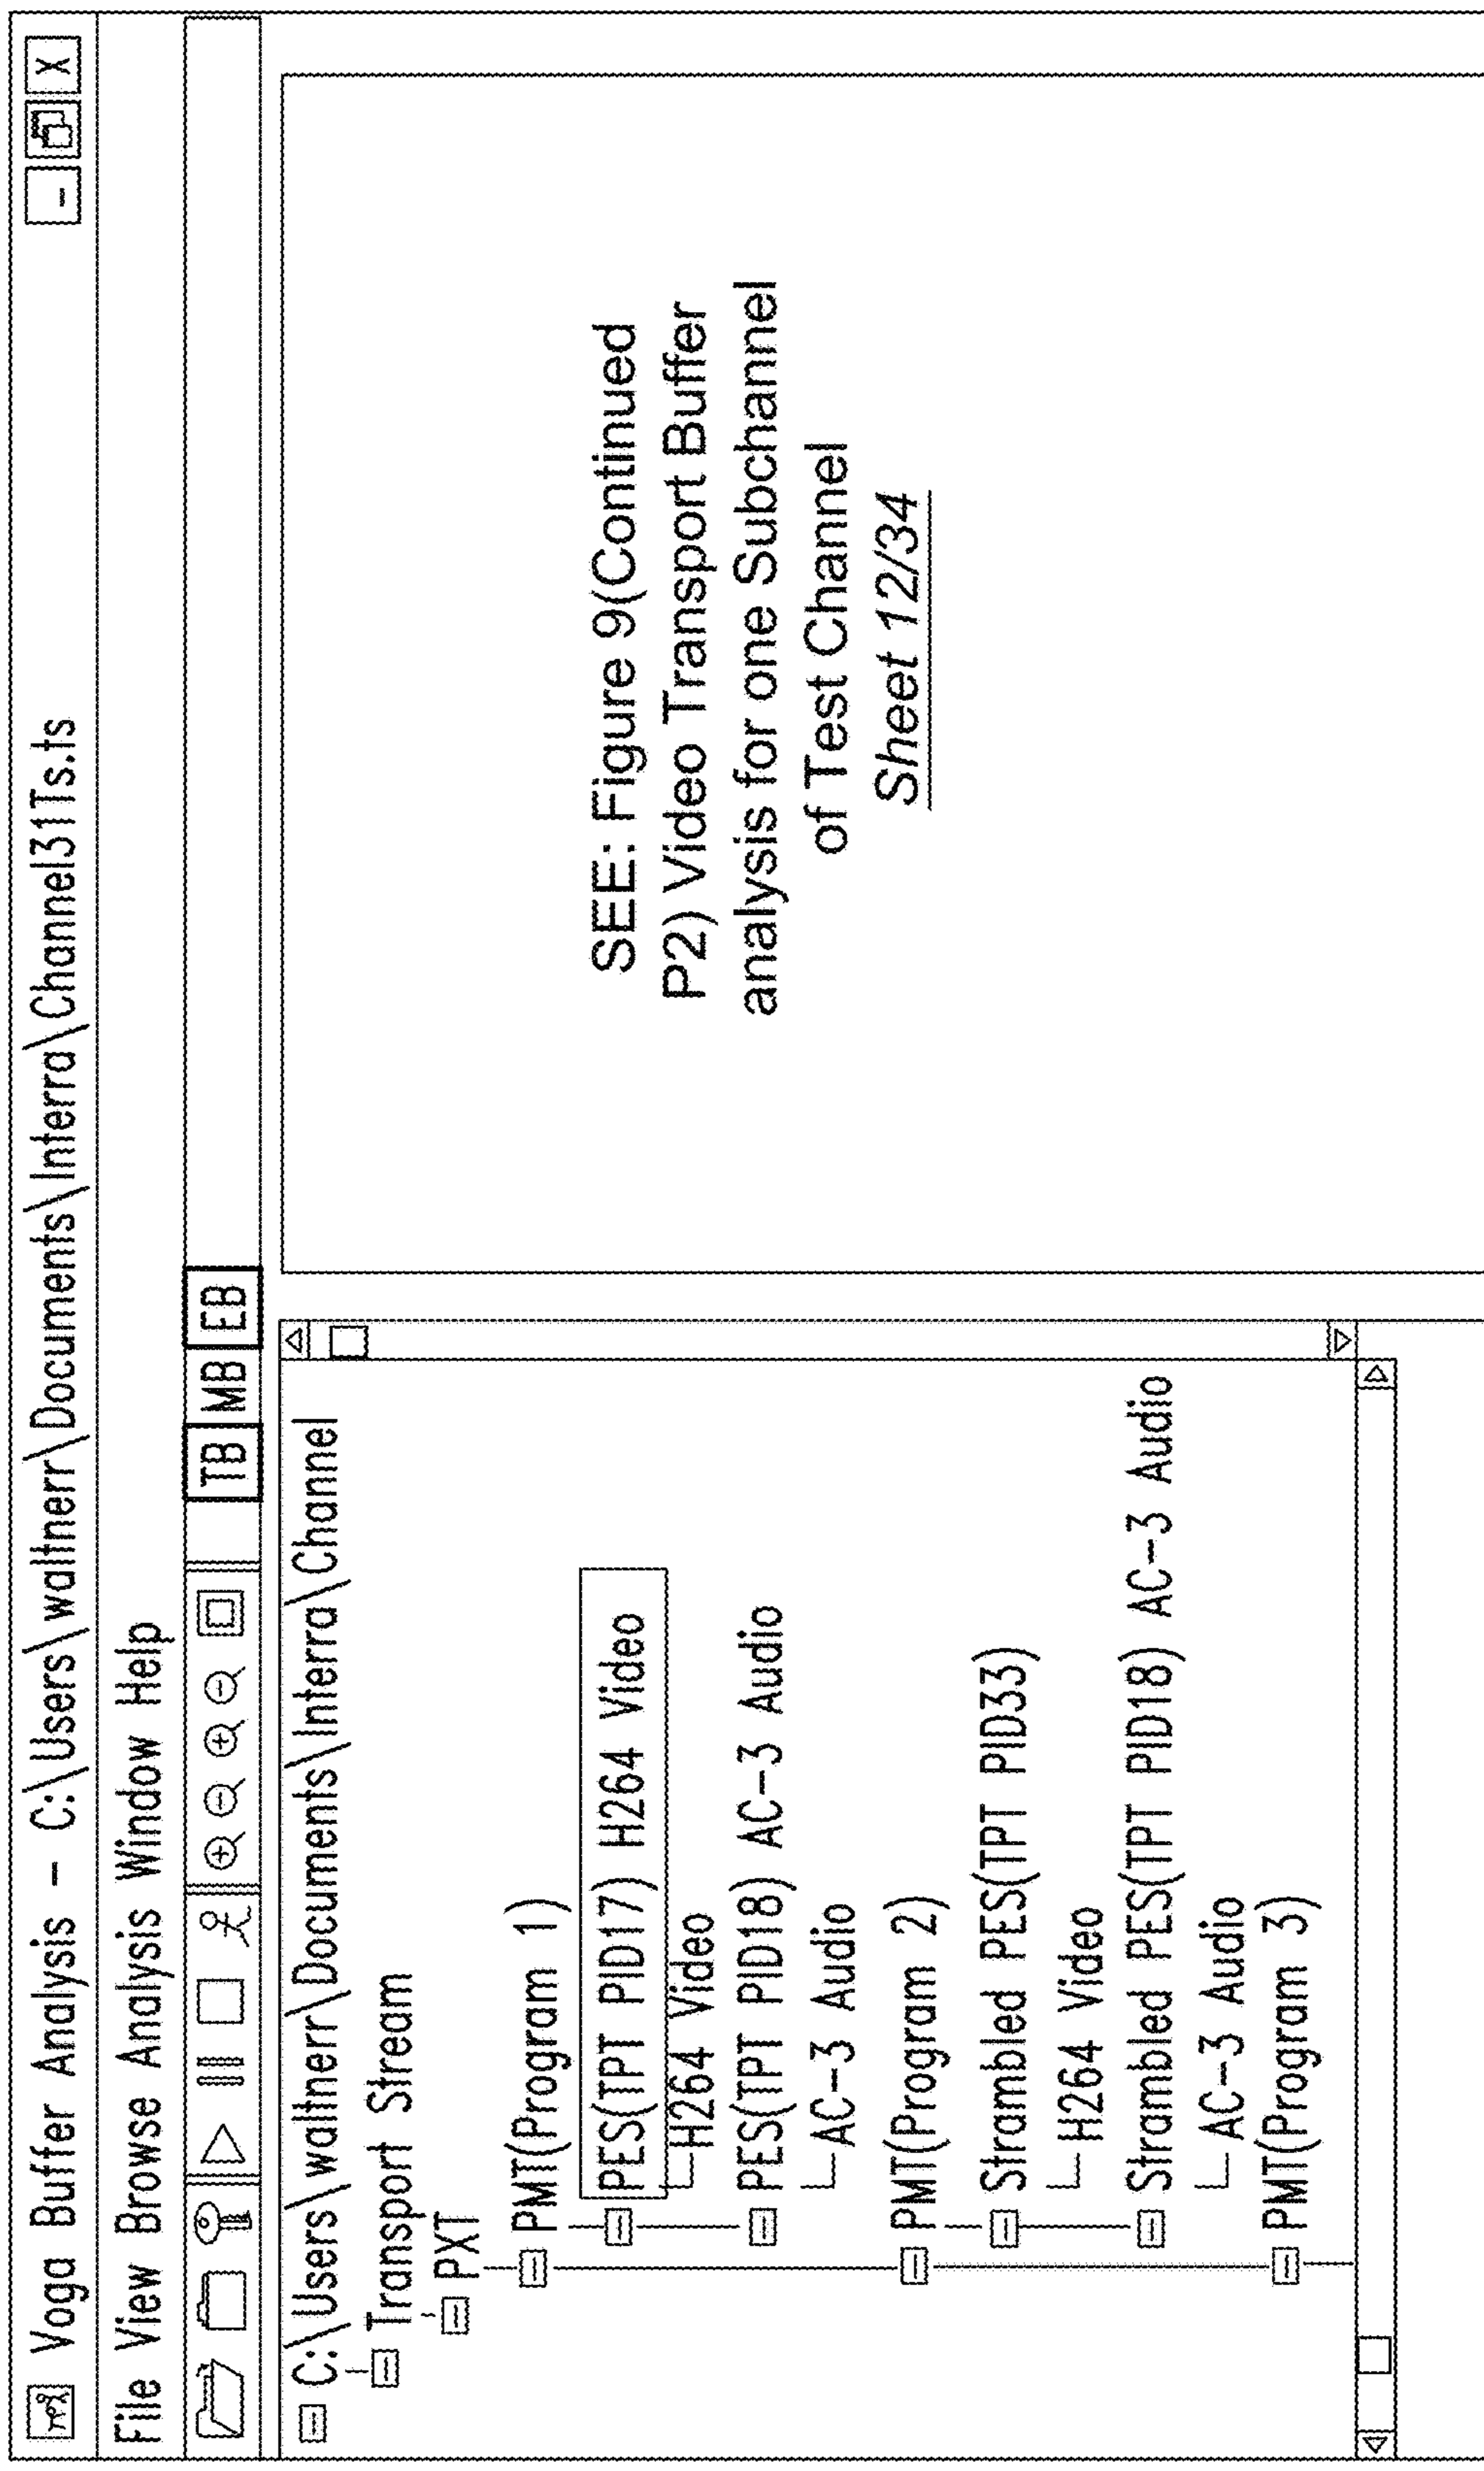 Voga Buffer Analysis - C:\Users\waltnerr\Documents\Interra\Channel31Ts.ts
- X
File View Browse Analysis Window Help
TB MB EB
C:\Users\waltnerr\Documents\Interra\Channel
Transport Stream
PXT
PMT(Program 1)
PES(TPT PID17) H264 Video
H264 Video
PES(TPT PID18) AC-3 Audio
AC-3 Audio
PMT(Program 2)
Strambled PES(TPT PID33)
H264 Video
Strambled PES(TPT PID18) AC-3 Audio
AC-3 Audio
PMT(Program 3)
SEE: Figure 9(Continued
P2) Video Transport Buffer
analysis for one Subchannel
of Test Channel
Sheet 12/34